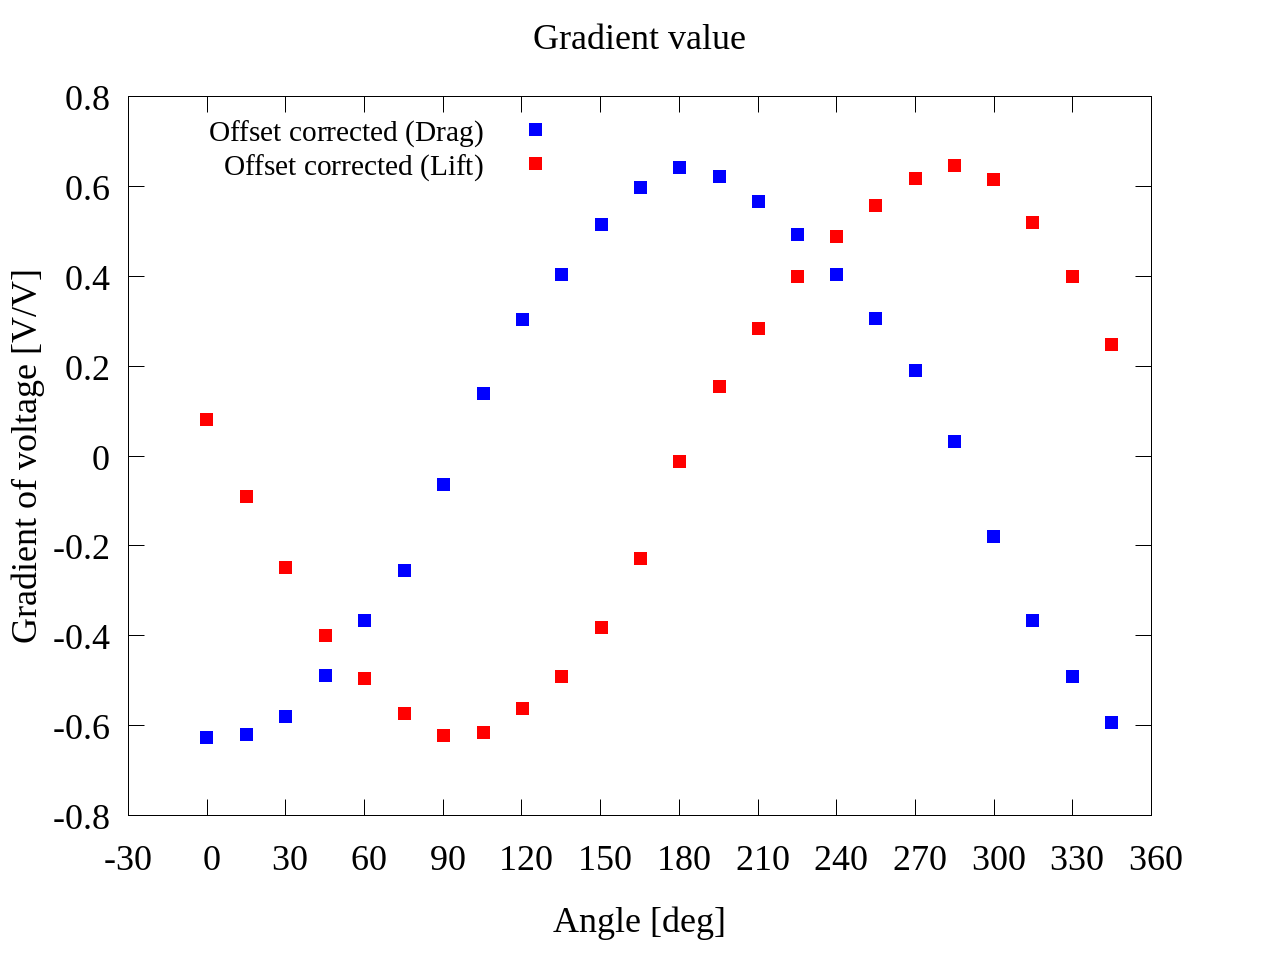 Gradient value
0.8
0.6
0.4
0.2
0
-0.2
-0.4
-0.6
-0.8
Gradient of voltage [V/V]
Offset corrected (Drag)
Offset corrected (Lift)
-30 0 30 60 90 120 150 180 210 240 270 300 330 360
Angle [deg]